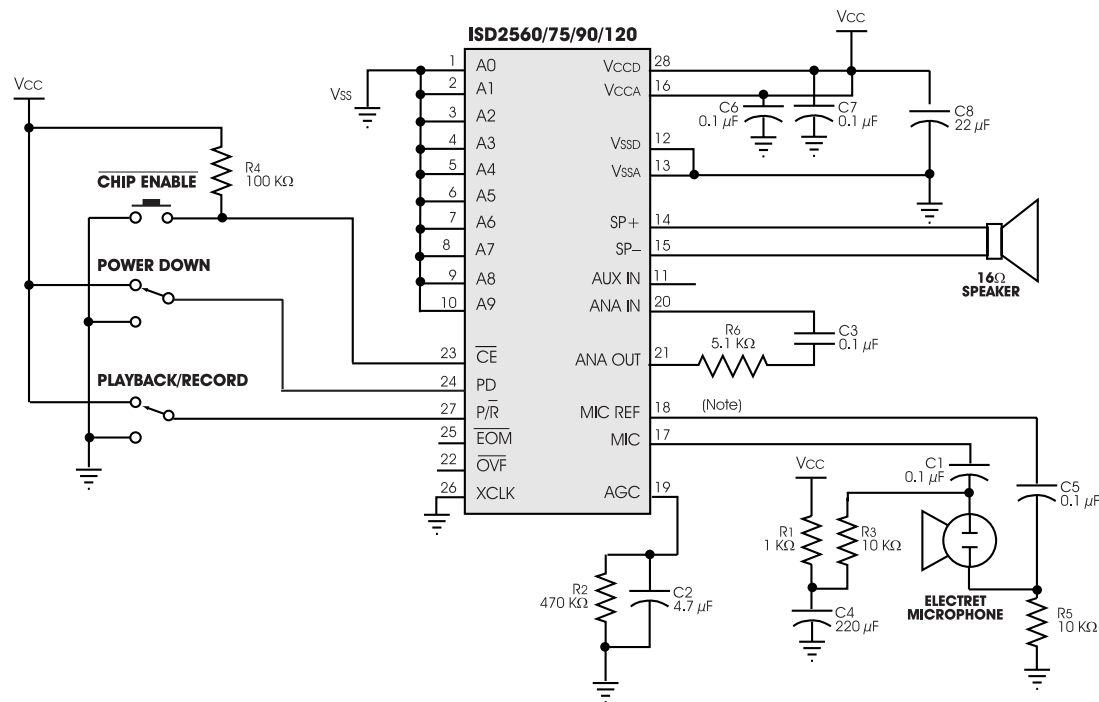 ISD2560/75/90/120
VCC
VCC
VSS
1 A0
2 A1
3 A2
4 A3
5 A4
6 A5
7 A6
8 A7
9 A8
10 A9
23 CE
24 PD
27 P/R
25 EOM
22 OVF
26 XCLK
VCCD 28
VCCA 16
VSSD 12
VSSA 13
SP+ 14
SP– 15
AUX IN 11
ANA IN 20
ANA OUT 21
MIC REF 18
MIC 17
AGC 19
R4
100 KΩ
CHIP ENABLE
POWER DOWN
PLAYBACK/RECORD
C6
0.1 µF
C7
0.1 µF
C8
22 µF
16Ω
SPEAKER
R6
5.1 KΩ
C3
0.1 µF
(Note)
C1
0.1 µF
C5
0.1 µF
VCC
R1
1 KΩ
R3
10 KΩ
C4
220 µF
ELECTRET
MICROPHONE
R5
10 KΩ
R2
470 KΩ
C2
4.7 µF